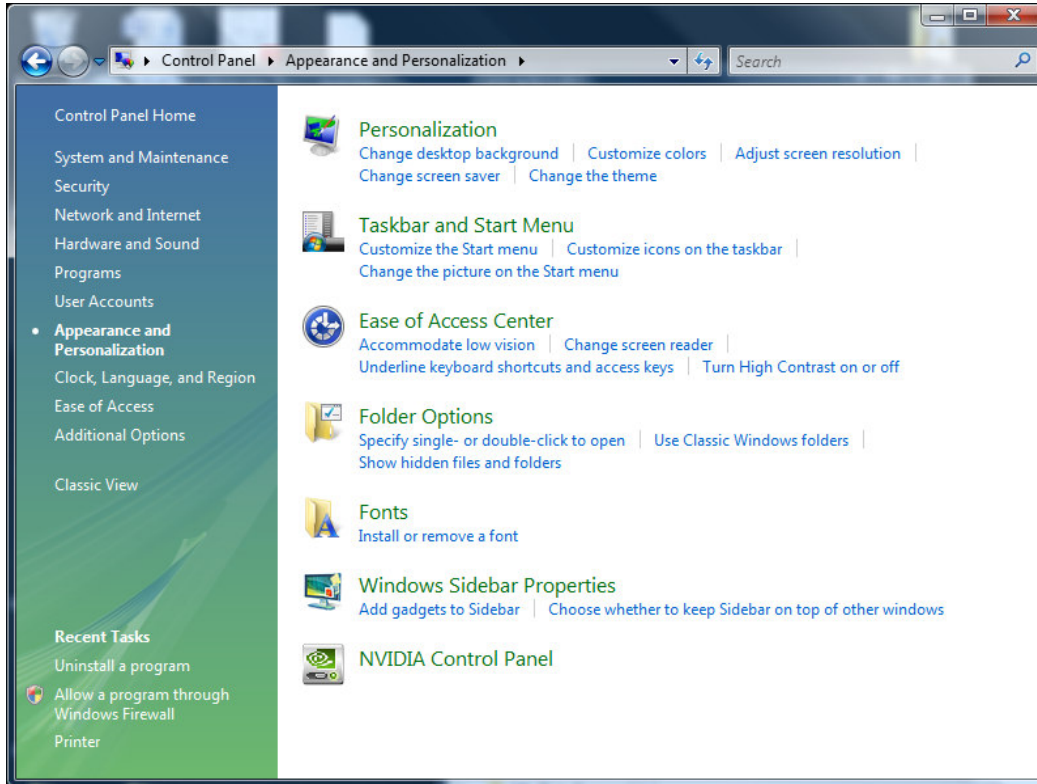 Control Panel Appearance and Personalization Search
Control Panel Home
System and Maintenance
Security
Network and Internet
Hardware and Sound
Programs
User Accounts
Appearance and
Personalization
Clock, Language, and Region
Ease of Access
Additional Options
Classic View
Recent Tasks
Uninstall a program
Allow a program through
Windows Firewall
Printer
Personalization
Change desktop background Customize colors Adjust screen resolution
Change screen saver Change the theme
Taskbar and Start Menu
Customize the Start menu Customize icons on the taskbar
Change the picture on the Start menu
Ease of Access Center
Accommodate low vision Change screen reader
Underline keyboard shortcuts and access keys Turn High Contrast on or off
Folder Options
Specify single- or double-click to open Use Classic Windows folders
Show hidden files and folders
Fonts
Install or remove a font
Windows Sidebar Properties
Add gadgets to Sidebar Choose whether to keep Sidebar on top of other windows
NVIDIA Control Panel